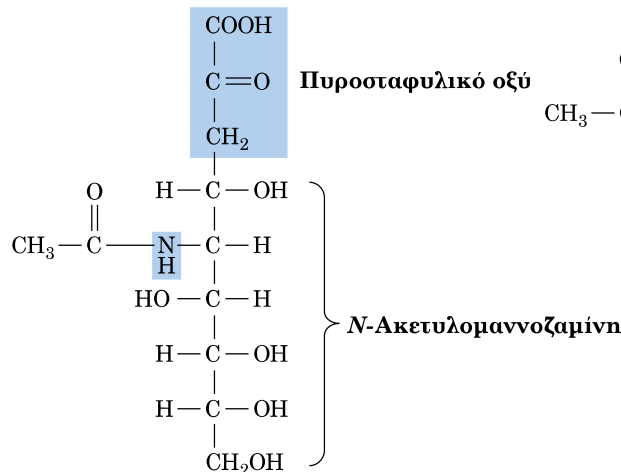 COOH
C=O Πυροσταφυλικό οξύ
CH₃—
CH₂
H—C—OH
O
CH₃—C—N—C—H
H
HO—C—H
N-Ακετυλομαννοζαμίνη
H—C—OH
H—C—OH
CH₂OH